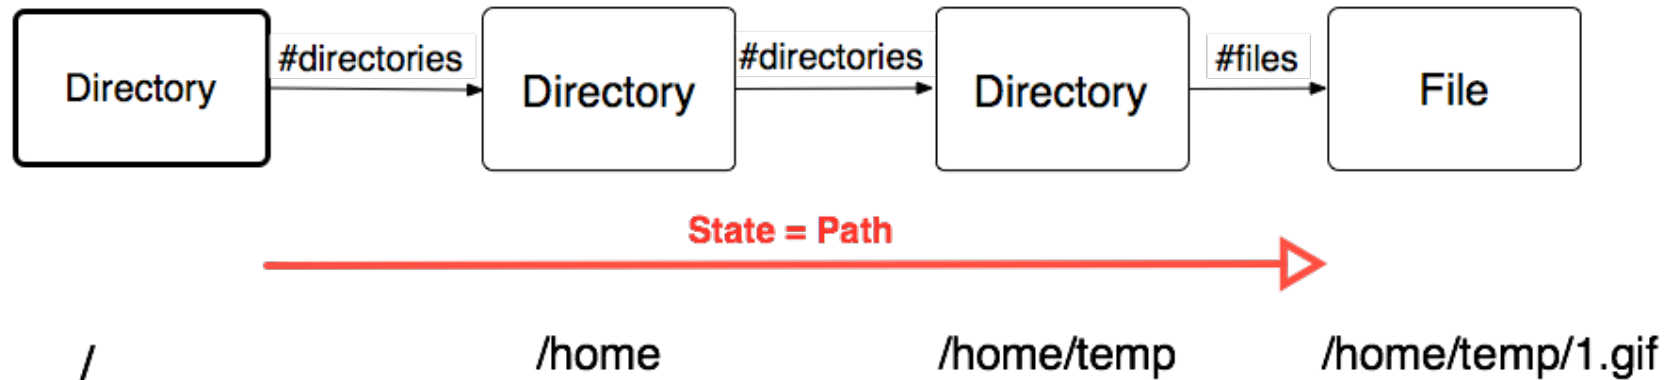 Directory
#directories
Directory
#directories
Directory
#files
File
State = Path
/
/home
/home/temp
/home/temp/1.gif